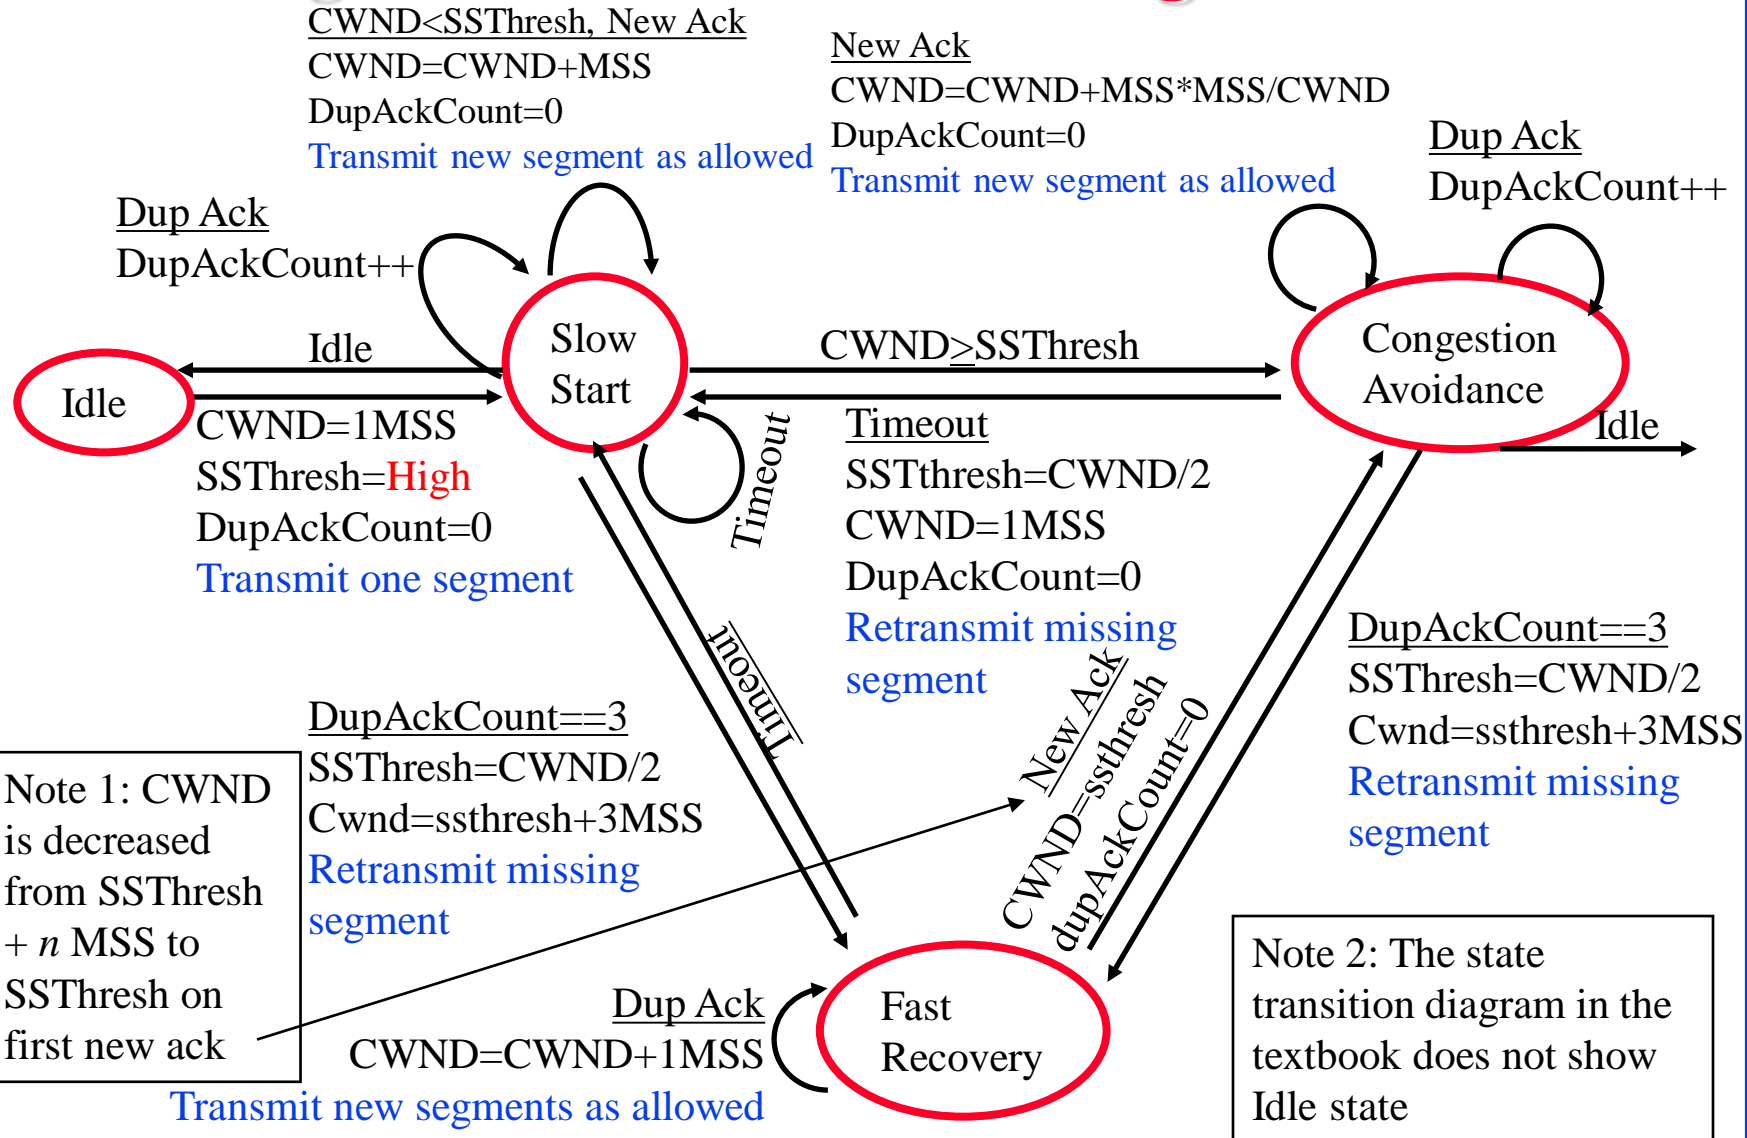 CWND<SSThresh, New Ack
CWND=CWND+MSS
DupAckCount=0
Transmit new segment as allowed
New Ack
CWND=CWND+MSS*MSS/CWND
DupAckCount=0
Transmit new segment as allowed
Dup Ack
DupAckCount++
Dup Ack
DupAckCount++
Idle
Idle
CWND=1MSS
SSThresh=High
DupAckCount=0
Transmit one segment
Slow
Start
Timeout
CWND≥SSThresh
Timeout
SSTthresh=CWND/2
CWND=1MSS
DupAckCount=0
Retransmit missing
segment
Congestion
Avoidance
Idle
Timeout
DupAckCount==3
SSThresh=CWND/2
Cwnd=ssthresh+3MSS
Retransmit missing
segment
New Ack
CWND=ssthresh
dupAckCount=0
DupAckCount==3
SSThresh=CWND/2
Cwnd=ssthresh+3MSS
Retransmit missing
segment
Note 1: CWND
is decreased
from SSThresh
+ n MSS to
SSThresh on
first new ack
Dup Ack
CWND=CWND+1MSS
Transmit new segments as allowed
Fast
Recovery
Note 2: The state
transition diagram in the
textbook does not show
Idle state